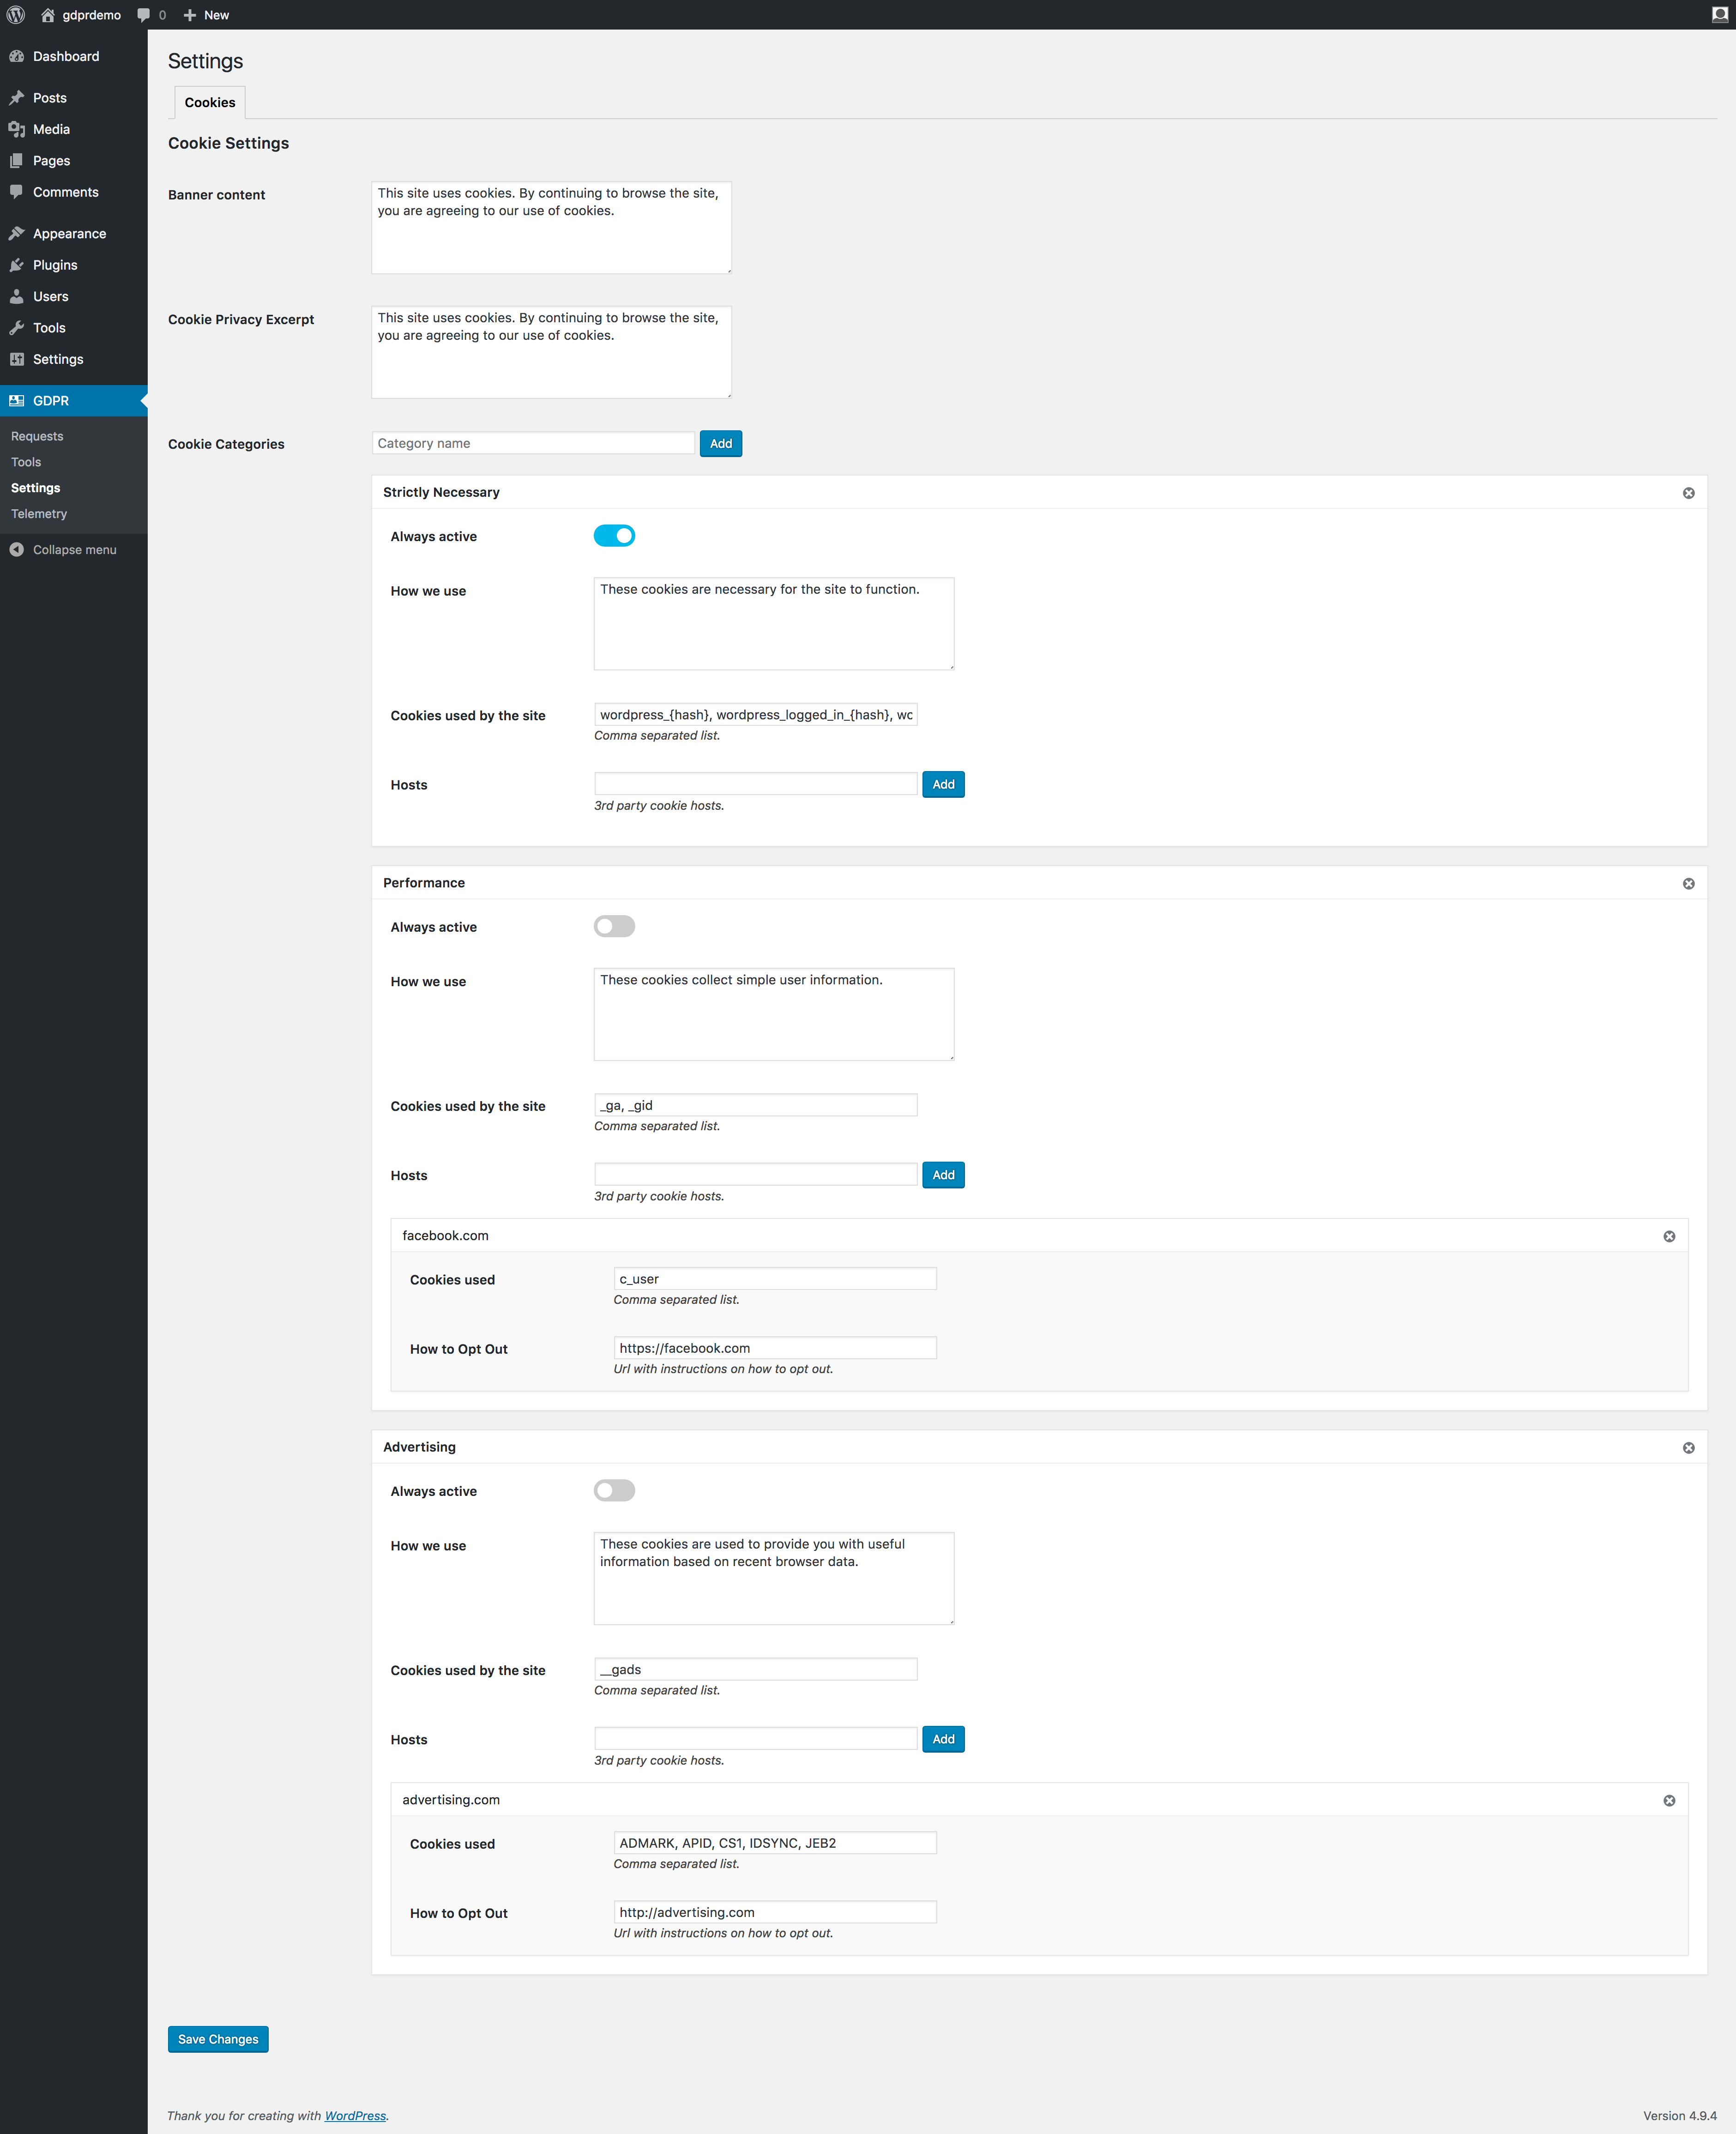 gdprdemo 0 New
Dashboard
Posts
Media
Pages
Comments
Appearance
Plugins
Users
Tools
Settings
GDPR
Requests
Tools
Settings
Telemetry
Collapse menu
Settings
Cookies
Cookie Settings
Banner content
This site uses cookies. By continuing to browse the site,
you are agreeing to our use of cookies.
Cookie Privacy Excerpt
This site uses cookies. By continuing to browse the site,
you are agreeing to our use of cookies.
Cookie Categories
Category name Add
Strictly Necessary
Always active
How we use
These cookies are necessary for the site to function.
Cookies used by the site
wordpress_{hash}, wordpress_logged_in_{hash}, wc
Comma separated list.
Hosts
Add
3rd party cookie hosts.
Performance
Always active
How we use
These cookies collect simple user information.
Cookies used by the site
_ga, _gid
Comma separated list.
Hosts
Add
3rd party cookie hosts.
facebook.com
Cookies used
c_user
Comma separated list.
How to Opt Out
https://facebook.com
Url with instructions on how to opt out.
Advertising
Always active
How we use
These cookies are used to provide you with useful
information based on recent browser data.
Cookies used by the site
__gads
Comma separated list.
Hosts
Add
3rd party cookie hosts.
advertising.com
Cookies used
ADMARK, APID, CS1, IDSYNC, JEB2
Comma separated list.
How to Opt Out
http://advertising.com
Url with instructions on how to opt out.
Save Changes
Thank you for creating with WordPress.
Version 4.9.4